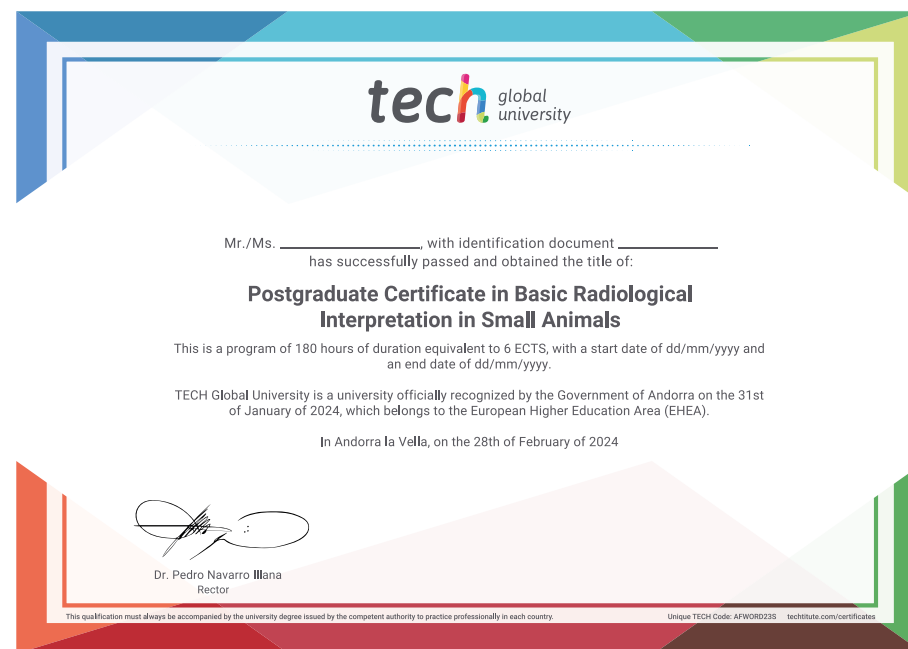 tech global university
Mr./Ms. ____________, with identification document ____________
has successfully passed and obtained the title of:
Postgraduate Certificate in Basic Radiological
Interpretation in Small Animals
This is a program of 180 hours of duration equivalent to 6 ECTS, with a start date of dd/mm/yyyy and
an end date of dd/mm/yyyy.
TECH Global University is a university officially recognized by the Government of Andorra on the 31st
of January of 2024, which belongs to the European Higher Education Area (EHEA).
In Andorra la Vella, on the 28th of February of 2024
Dr. Pedro Navarro Illana
Rector
This qualification must always be accompanied by the university degree issued by the competent authority to practice professionally in each country.
Unique TECH Code: AFWORD23S techtitute.com/certificates